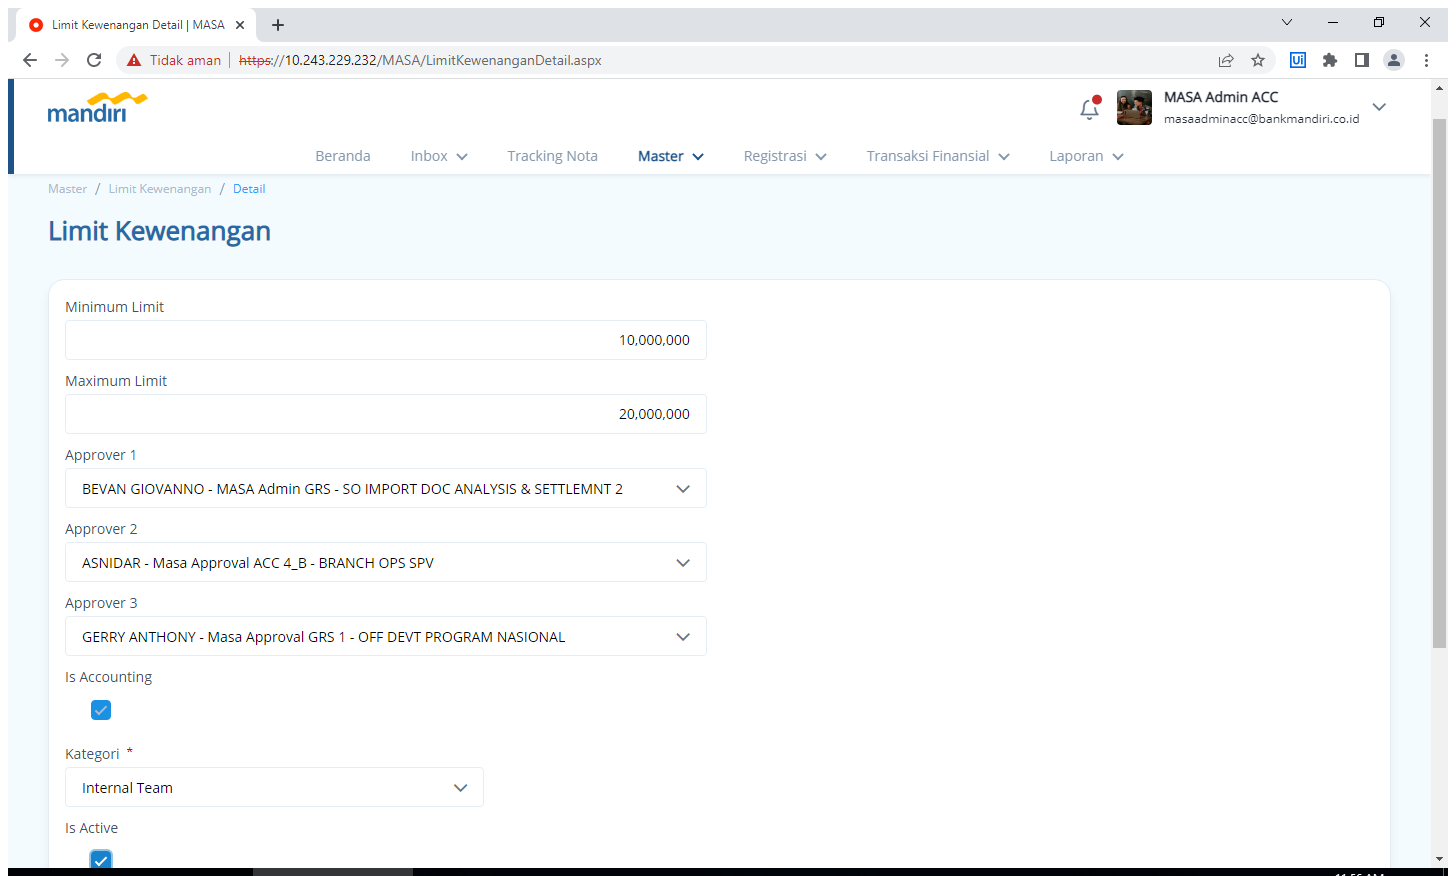 Limit Kewenangan Detail | MASA
Tidak aman
https://10.243.229.232/MASA/LimitKewenanganDetail.aspx
Ui
mandiri
MASA Admin ACC
masaadminacc@bankmandiri.co.id
Beranda Inbox Tracking Nota Master Registrasi Transaksi Finansial Laporan
Master / Limit Kewenangan / Detail
Limit Kewenangan
Minimum Limit
10,000,000
Maximum Limit
20,000,000
Approver 1
BEVAN GIOVANNO - MASA Admin GRS - SO IMPORT DOC ANALYSIS & SETTLEMNT 2
Approver 2
ASNIDAR - Masa Approval ACC 4_B - BRANCH OPS SPV
Approver 3
GERRY ANTHONY - Masa Approval GRS 1 - OFF DEVT PROGRAM NASIONAL
Is Accounting
Kategori *
Internal Team
Is Active